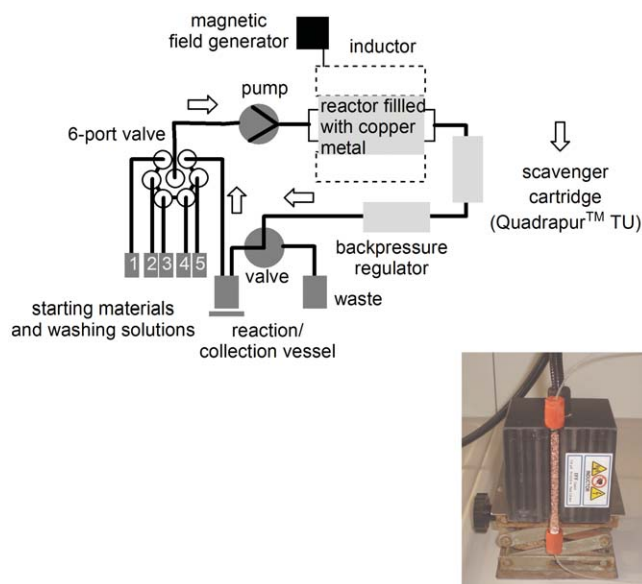 magnetic
field generator
inductor
pump
reactor fillled
with copper
metal
6-port valve
scavenger
cartridge
(Quadrapur™ TU)
backpressure
regulator
1 2 3 4 5
valve
waste
starting materials
and washing solutions
reaction/
collection vessel
INDUCTOR